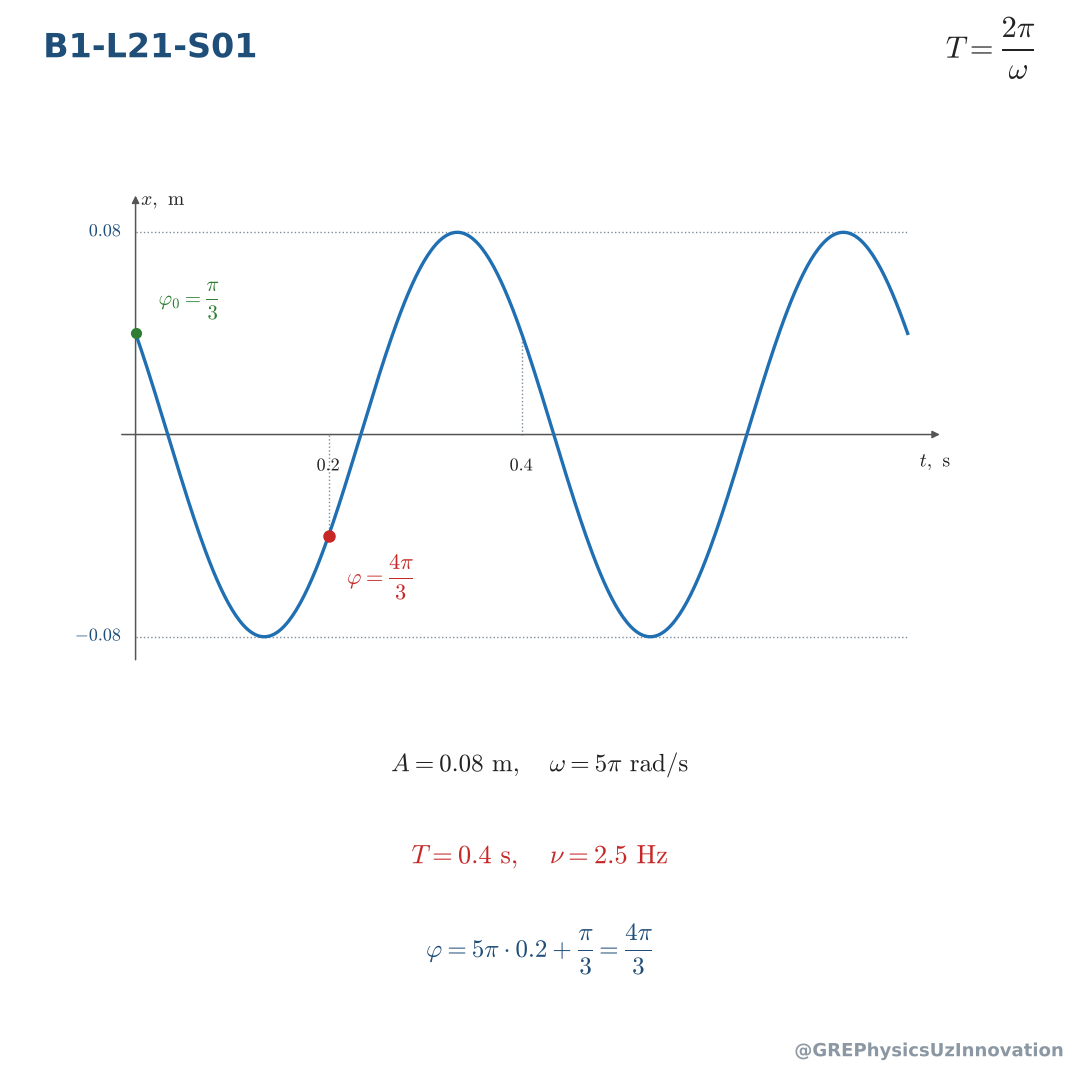 B1-L21-S01
T = 2π/ω
x, m
0.08
φ₀ = π/3
0.2
0.4
t, s
φ = 4π/3
−0.08
A = 0.08 m, ω = 5π rad/s
T = 0.4 s, ν = 2.5 Hz
φ = 5π · 0.2 + π/3 = 4π/3
@GREPhysicsUzInnovation